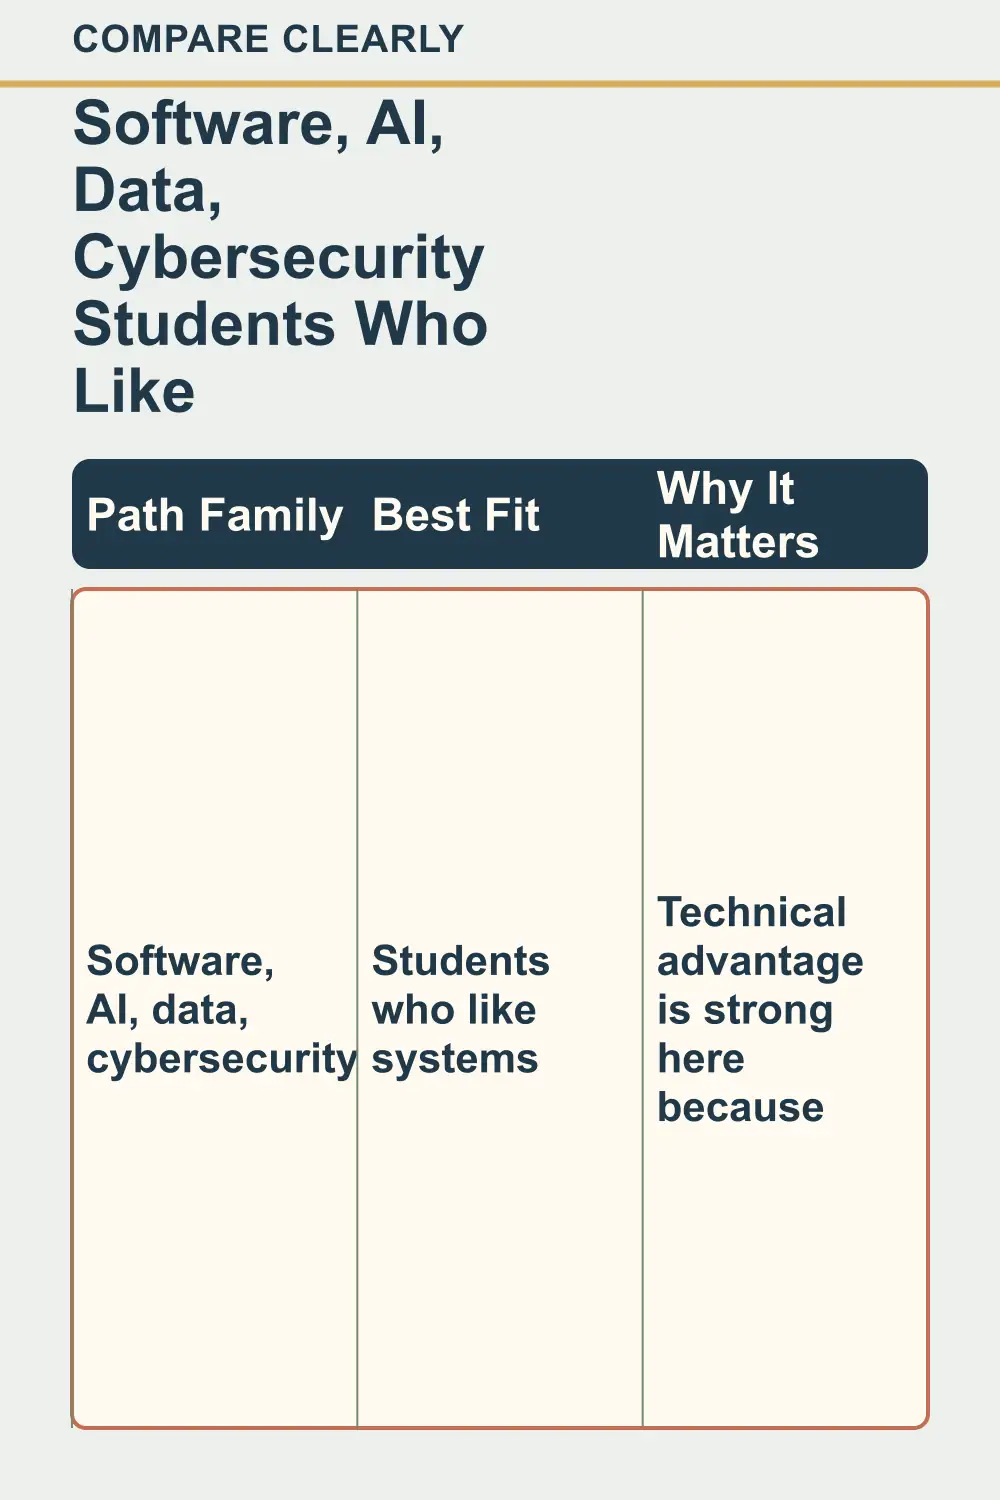 COMPARE CLEARLY
Software, AI,
Data,
Cybersecurity
Students Who
Like
Path Family
Best Fit
Why It
Matters
Software,
AI, data,
cybersecurity
Students
who like
systems
Technical
advantage
is strong
here
because